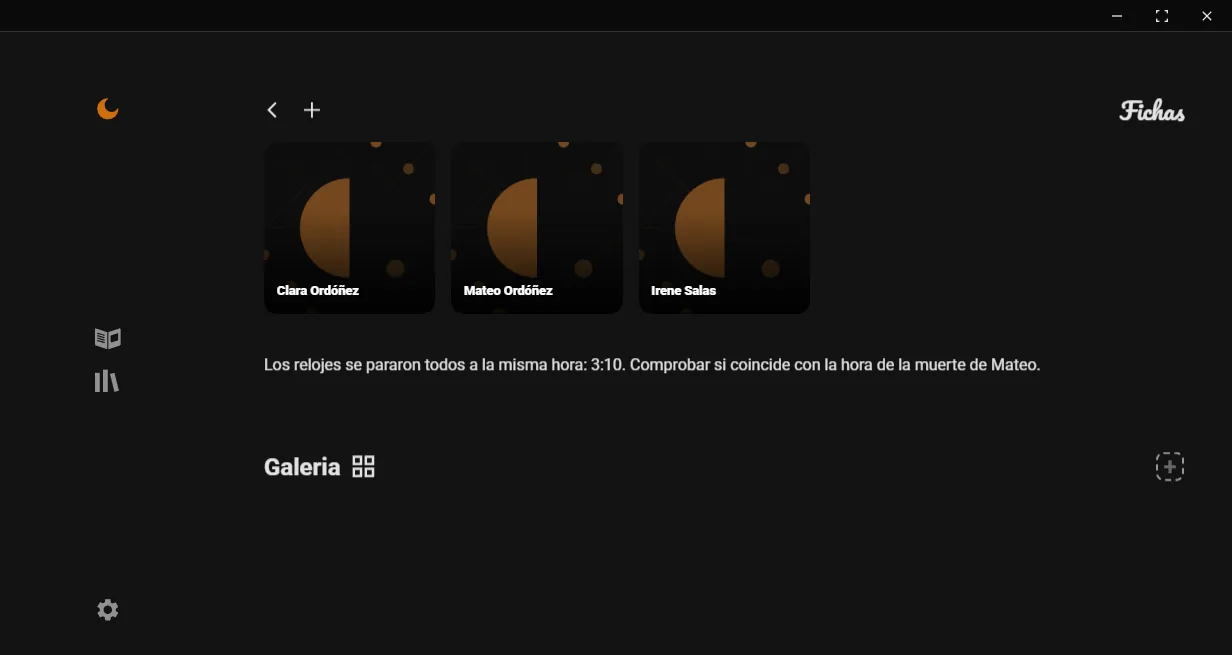 Fichas
Clara Ordóñez
Mateo Ordóñez
Irene Salas
Los relojes se pararon todos a la misma hora: 3:10. Comprobar si coincide con la hora de la muerte de Mateo.
Galeria